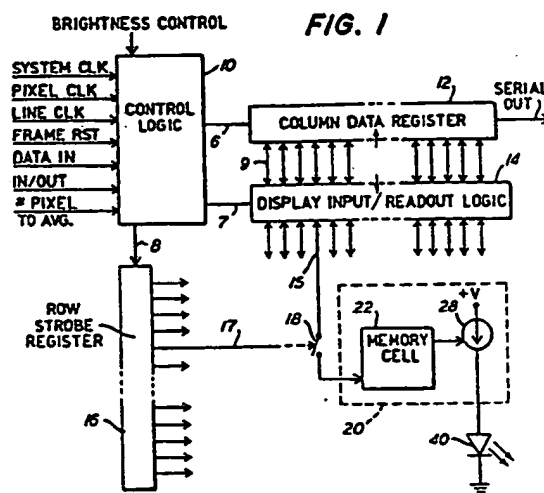 FIG. 1
BRIGHTNESS CONTROL
10
SYSTEM CLK
PIXEL CLK
LINE CLK
FRAME RST
DATA IN
IN/OUT
# PIXEL
TO AVG.
CONTROL
LOGIC
12
SERIAL
OUT
COLUMN DATA REGISTER
6
9
14
DISPLAY INPUT/READOUT LOGIC
7
8
15
ROW
STROBE
REGISTER
16
17
18
22
MEMORY
CELL
+V
28
20
40